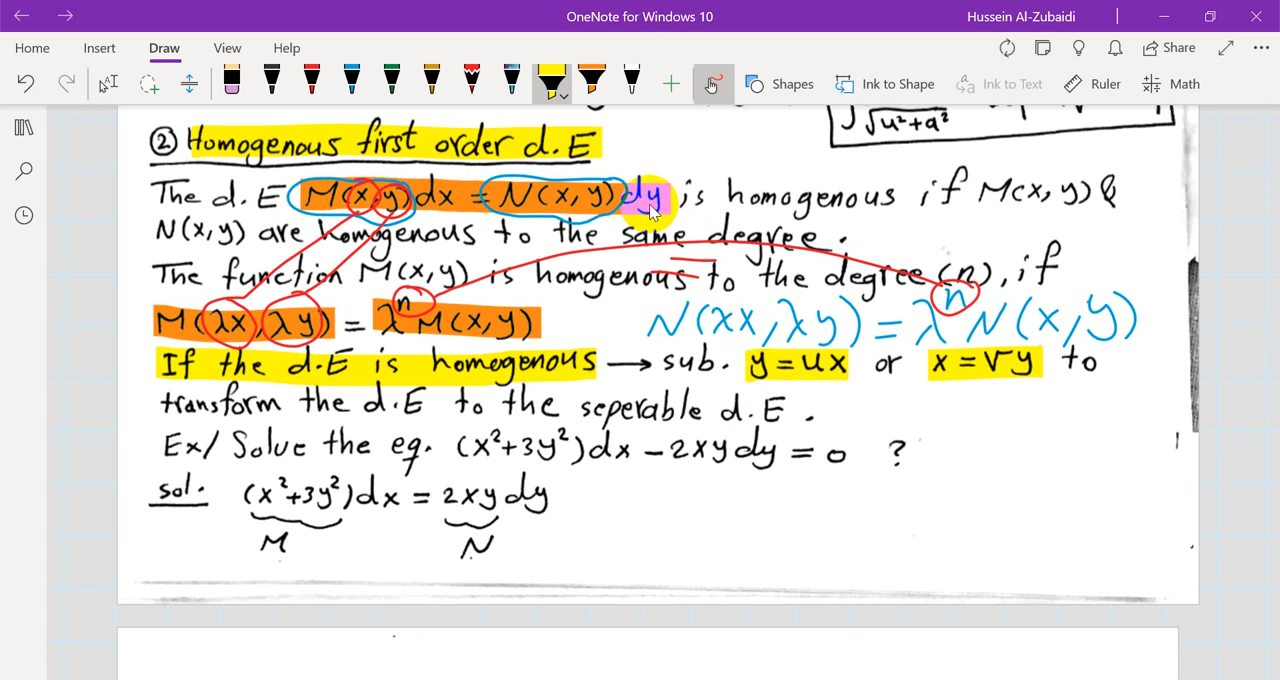 OneNote for Windows 10
Hussein Al-Zubaidi
Home Insert Draw View Help Share
Shapes Ink to Shape Ink to Text Ruler Math
∫ √u²+a²
② Homogenous first order d.E
The d.E M(x,y)dx = N(x,y)dy is homogenous if M(x,y) &
N(x,y) are homogenous to the same degree.
The function M(x,y) is homogenous to the degree (n), if
M(λx,λy) = λⁿ M(x,y) N(λx,λy) = λⁿ N(x,y)
If the d.E is homogenous → sub. y=ux or x=vy to
transform the d.E to the seperable d.E.
Ex/ Solve the eq. (x²+3y²)dx - 2xydy = 0 ?
sol. (x²+3y²)dx = 2xydy
M N